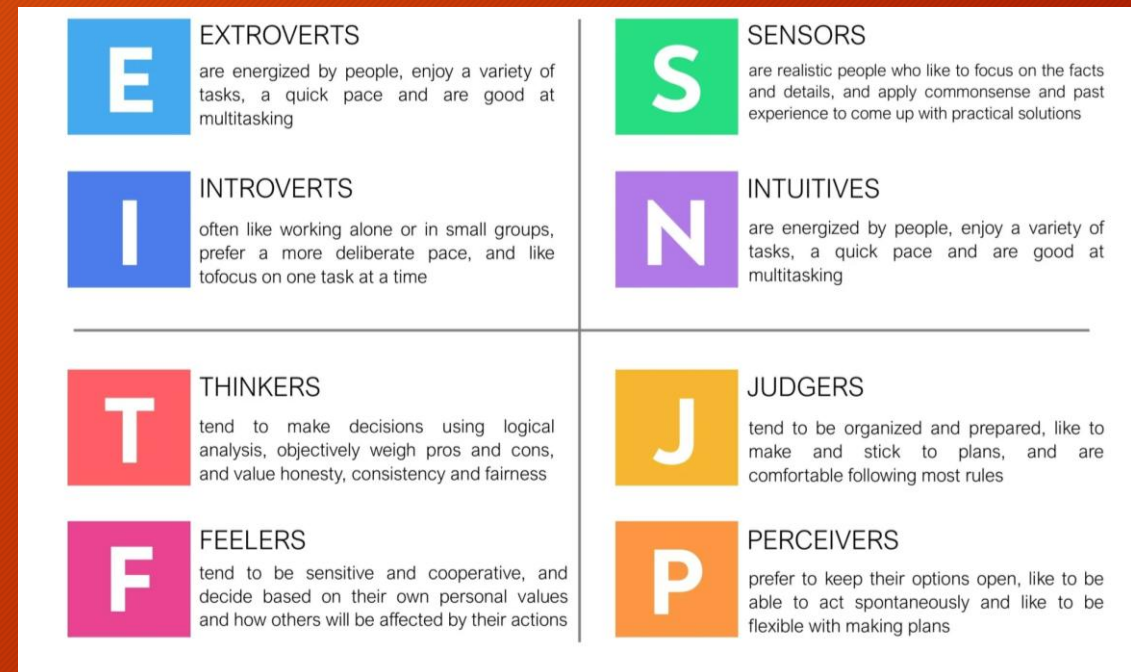 E
EXTROVERTS
are energized by people, enjoy a variety of
tasks, a quick pace and are good at
multitasking
I
INTROVERTS
often like working alone or in small groups,
prefer a more deliberate pace, and like
tofocus on one task at a time
S
SENSORS
are realistic people who like to focus on the facts
and details, and apply commonsense and past
experience to come up with practical solutions
N
INTUITIVES
are energized by people, enjoy a variety of
tasks, a quick pace and are good at
multitasking
T
THINKERS
tend to make decisions using logical
analysis, objectively weigh pros and cons,
and value honesty, consistency and fairness
F
FEELERS
tend to be sensitive and cooperative, and
decide based on their own personal values
and how others will be affected by their actions
J
JUDGERS
tend to be organized and prepared, like to
make and stick to plans, and are
comfortable following most rules
P
PERCEIVERS
prefer to keep their options open, like to be
able to act spontaneously and like to be
flexible with making plans